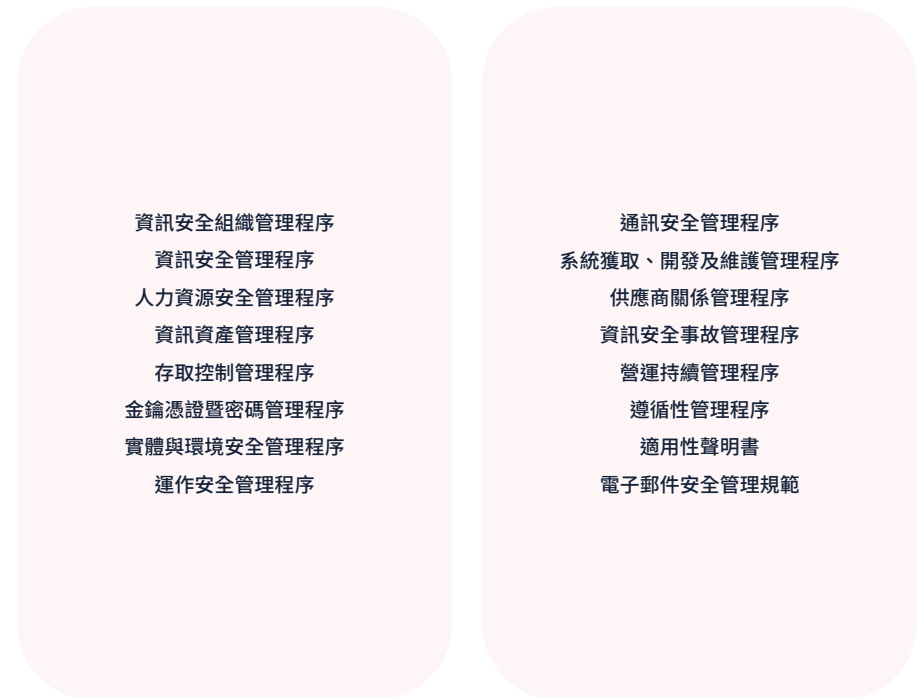 資訊安全組織管理程序
資訊安全管理程序
人力資源安全管理程序
資訊資產管理程序
存取控制管理程序
金鑰憑證暨密碼管理程序
實體與環境安全管理程序
運作安全管理程序
通訊安全管理程序
系統獲取、開發及維護管理程序
供應商關係管理程序
資訊安全事故管理程序
營運持續管理程序
遵循性管理程序
適用性聲明書
電子郵件安全管理規範